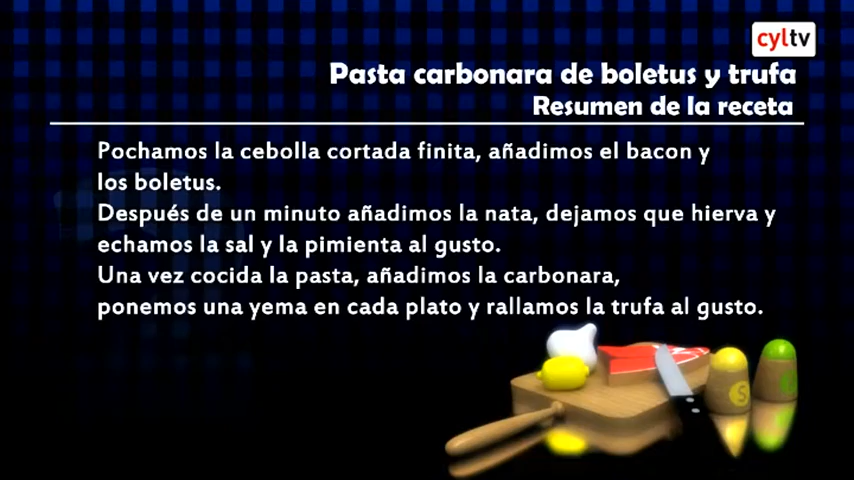 cyltv
Pasta carbonara de boletus y trufa
Resumen de la receta
Pochamos la cebolla cortada finita, añadimos el bacon y
los boletus.
Después de un minuto añadimos la nata, dejamos que hierva y
echamos la sal y la pimienta al gusto.
Una vez cocida la pasta, añadimos la carbonara,
ponemos una yema en cada plato y rallamos la trufa al gusto.
S